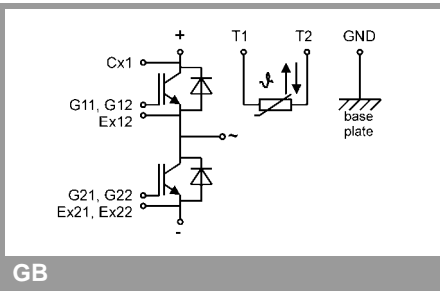 + T1 T2 GND
Cx1
ϑ
G11, G12
Ex12
base
plate
~
G21, G22
Ex21, Ex22
-
GB